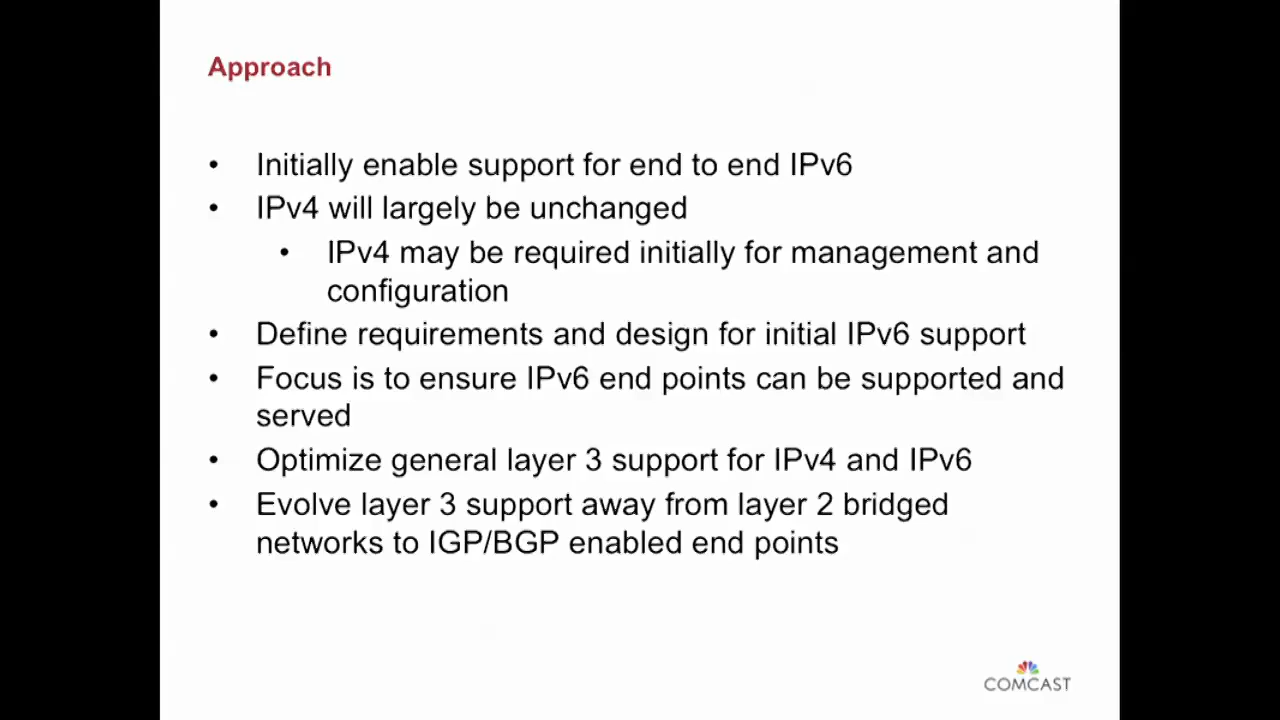 Approach
• Initially enable support for end to end IPv6
• IPv4 will largely be unchanged
• IPv4 may be required initially for management and
configuration
• Define requirements and design for initial IPv6 support
• Focus is to ensure IPv6 end points can be supported and
served
• Optimize general layer 3 support for IPv4 and IPv6
• Evolve layer 3 support away from layer 2 bridged
networks to IGP/BGP enabled end points
COMCAST